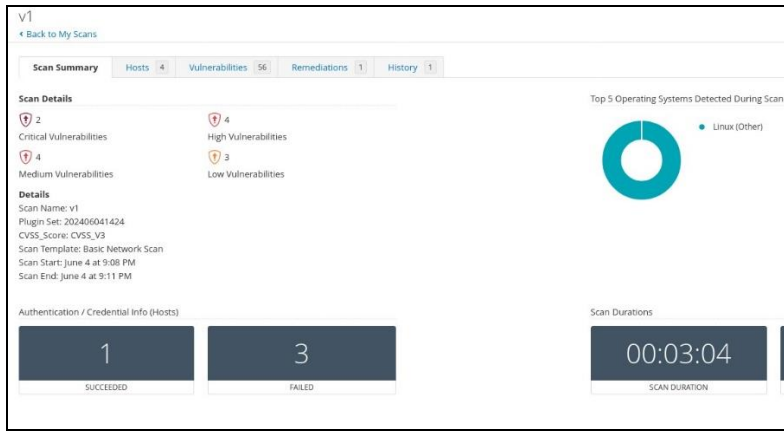 v1
Back to My Scans
Scan Summary Hosts 4 Vulnerabilities 56 Remediations 1 History 1
Scan Details
2
Critical Vulnerabilities
4
High Vulnerabilities
4
Medium Vulnerabilities
3
Low Vulnerabilities
Details
Scan Name: v1
Plugin Set: 202406041424
CVSS_Score: CVSS_V3
Scan Template: Basic Network Scan
Scan Start: June 4 at 9:08 PM
Scan End: June 4 at 9:11 PM
Top 5 Operating Systems Detected During Scan
Linux (Other)
Authentication / Credential Info (Hosts)
1
SUCCEEDED
3
FAILED
Scan Durations
00:03:04
SCAN DURATION